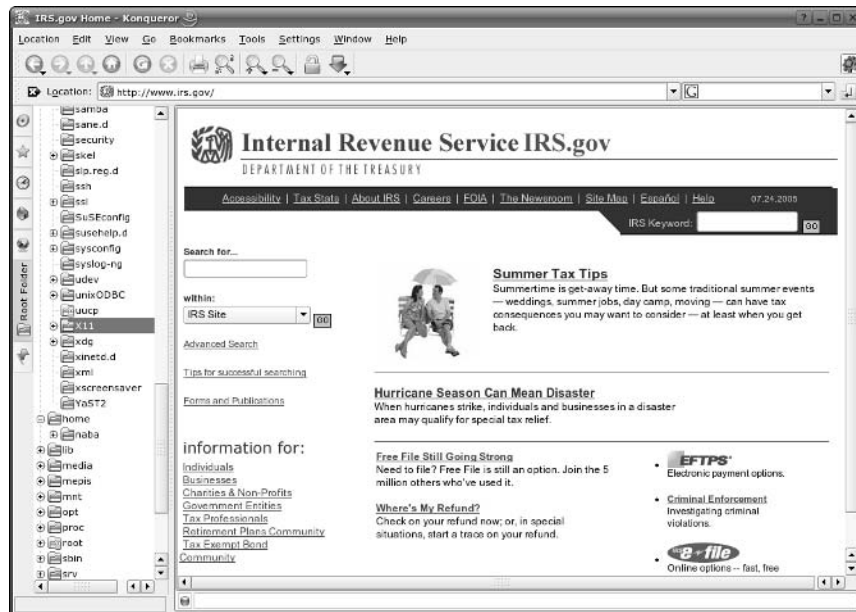 IRS.gov Home - Konqueror
Location Edit View Go Bookmarks Tools Settings Window Help
Location: http://www.irs.gov/
samba
sane.d
security
skel
slp.reg.d
ssh
ssl
SuSEconfig
susehelp.d
sysconfig
syslog-ng
udev
unixODBC
uucp
X11
xdg
xinetd.d
xml
xscreensaver
YaST2
home
naba
lib
media
mepis
mnt
opt
proc
root
sbin
srv
Root Folder
Internal Revenue Service IRS.gov
DEPARTMENT OF THE TREASURY
Accessibility | Tax Stats | About IRS | Careers | FOIA | The Newsroom | Site Map | Español | Help 07.24.2005
IRS Keyword: GO
Search for...
within:
IRS Site GO
Advanced Search
Tips for successful searching
Forms and Publications
information for:
Individuals
Businesses
Charities & Non-Profits
Government Entities
Tax Professionals
Retirement Plans Community
Tax Exempt Bond
Community
Summer Tax Tips
Summertime is get-away time. But some traditional summer events
— weddings, summer jobs, day camp, moving — can have tax
consequences you may want to consider — at least when you get
back.
Hurricane Season Can Mean Disaster
When hurricanes strike, individuals and businesses in a disaster
area may qualify for special tax relief.
Free File Still Going Strong
Need to file? Free File is still an option. Join the 5
million others who've used it.
Where's My Refund?
Check on your refund now; or, in special
situations, start a trace on your refund.
EFTPS
Electronic payment options.
Criminal Enforcement
Investigating criminal
violations.
e-file
Online options -- fast, free